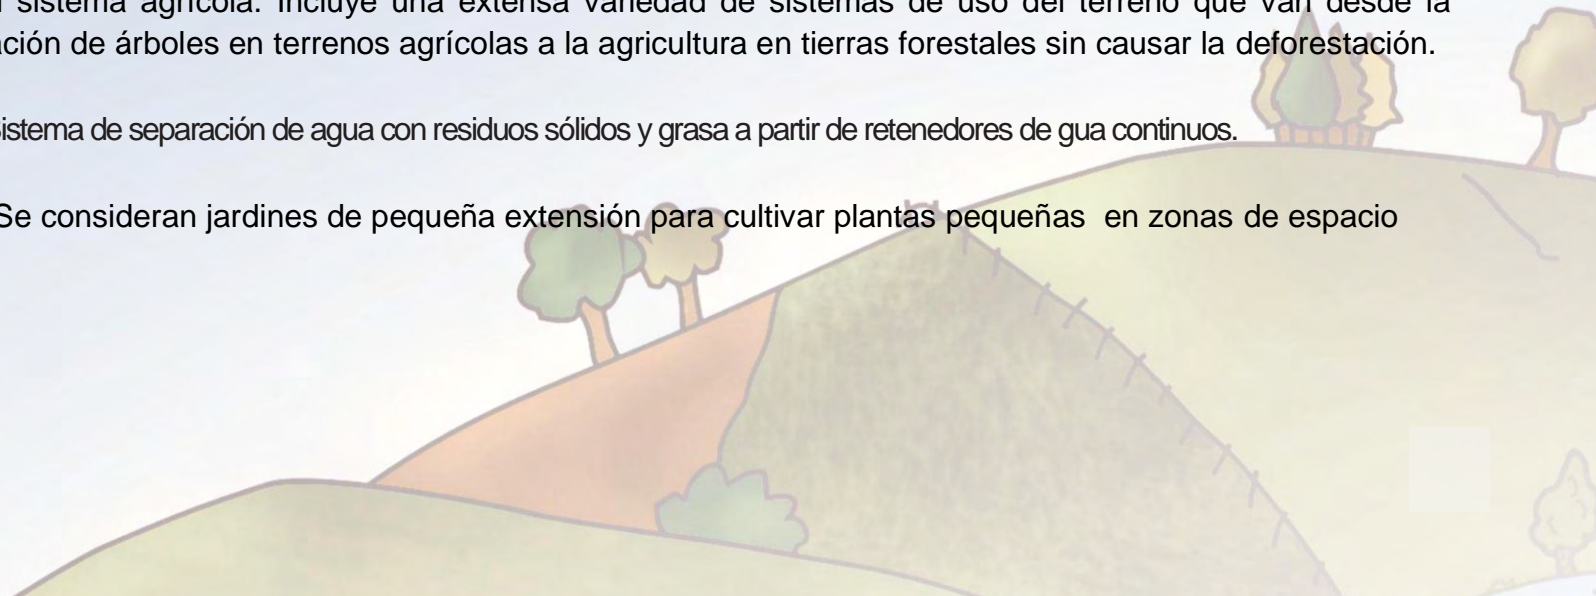 sistema agrícola. Incluye una extensa variedad de sistemas de uso del terreno que van desde la
ación de árboles en terrenos agrícolas a la agricultura en tierras forestales sin causar la deforestación.
Sistema de separación de agua con residuos sólidos y grasa a partir de retenedores de gua continuos.
Se consideran jardines de pequeña extensión para cultivar plantas pequeñas en zonas de espacio